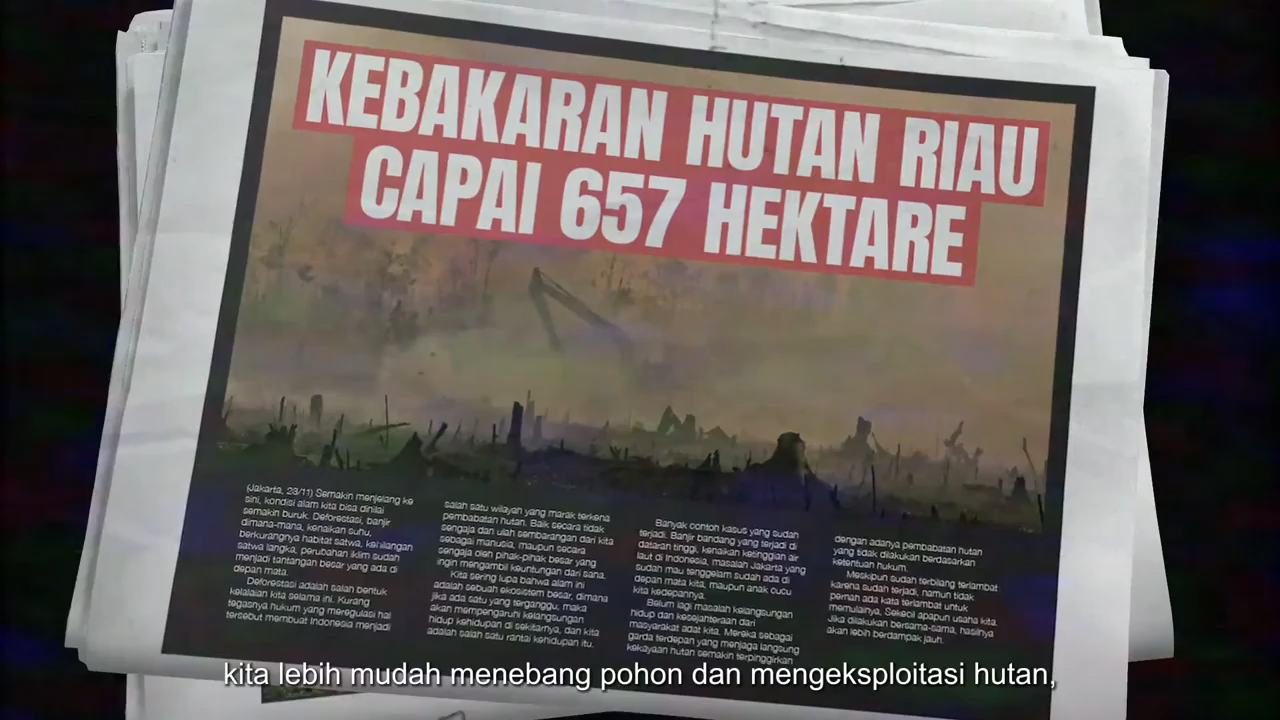 KEBAKARAN HUTAN RIAU
CAPAI 657 HEKTARE
(Jakarta, 28/11) Semakin menjelang ke
sini, kondisi alam kita bisa dinilai
semakin buruk. Deforestasi, banjir
dimana-mana, kenaikan suhu,
berkurangnya habitat satwa, kehilangan
satwa langka, perubahan iklim sudah
menjadi tantangan besar yang ada di
depan mata.
Deforestasi adalah salah bentuk
kelalaian kita selama ini. Kurang
tegasnya hukum yang meregulasi hal
tersebut membuat Indonesia menjadi
salah satu wilayah yang marak terkena
pembabatan hutan. Baik secara tidak
sengaja dari ulah sembarangan dari kita
sebagai manusia, maupun secara
sengaja oleh pihak-pihak besar yang
ingin mengambil keuntungan dari sana.
Kita sering lupa bahwa alam ini
adalah sebuah ekosistem besar, dimana
jika ada satu yang terganggu, maka
akan mempengaruhi kelangsungan
hidup kehidupan di sekitarnya, dan kita
adalah salah satu rantai kehidupan itu.
Banyak contoh kasus yang sudah
terjadi. Banjir bandang yang terjadi di
dataran tinggi, kenaikan ketinggian air
laut di Indonesia, masalah Jakarta yang
sudah mau tenggelam sudah ada di
depan mata kita, maupun anak cucu
kita kedepannya.
Belum lagi masalah kelangsungan
hidup dan kesejahteraan dari
masyarakat adat kita. Mereka sebagai
garda terdepan yang menjaga langsung
kekayaan hutan semakin terpinggirkan
dengan adanya pembabatan hutan
yang tidak dilakukan berdasarkan
ketentuan hukum.
Meskipun sudah terbilang terlambat
karena sudah terjadi, namun tidak
pernah ada kata terlambat untuk
memulainya. Sekecil apapun usaha kita.
Jika dilakukan bersama-sama, hasilnya
akan lebih berdampak jauh.
kita lebih mudah menebang pohon dan mengeksploitasi hutan,